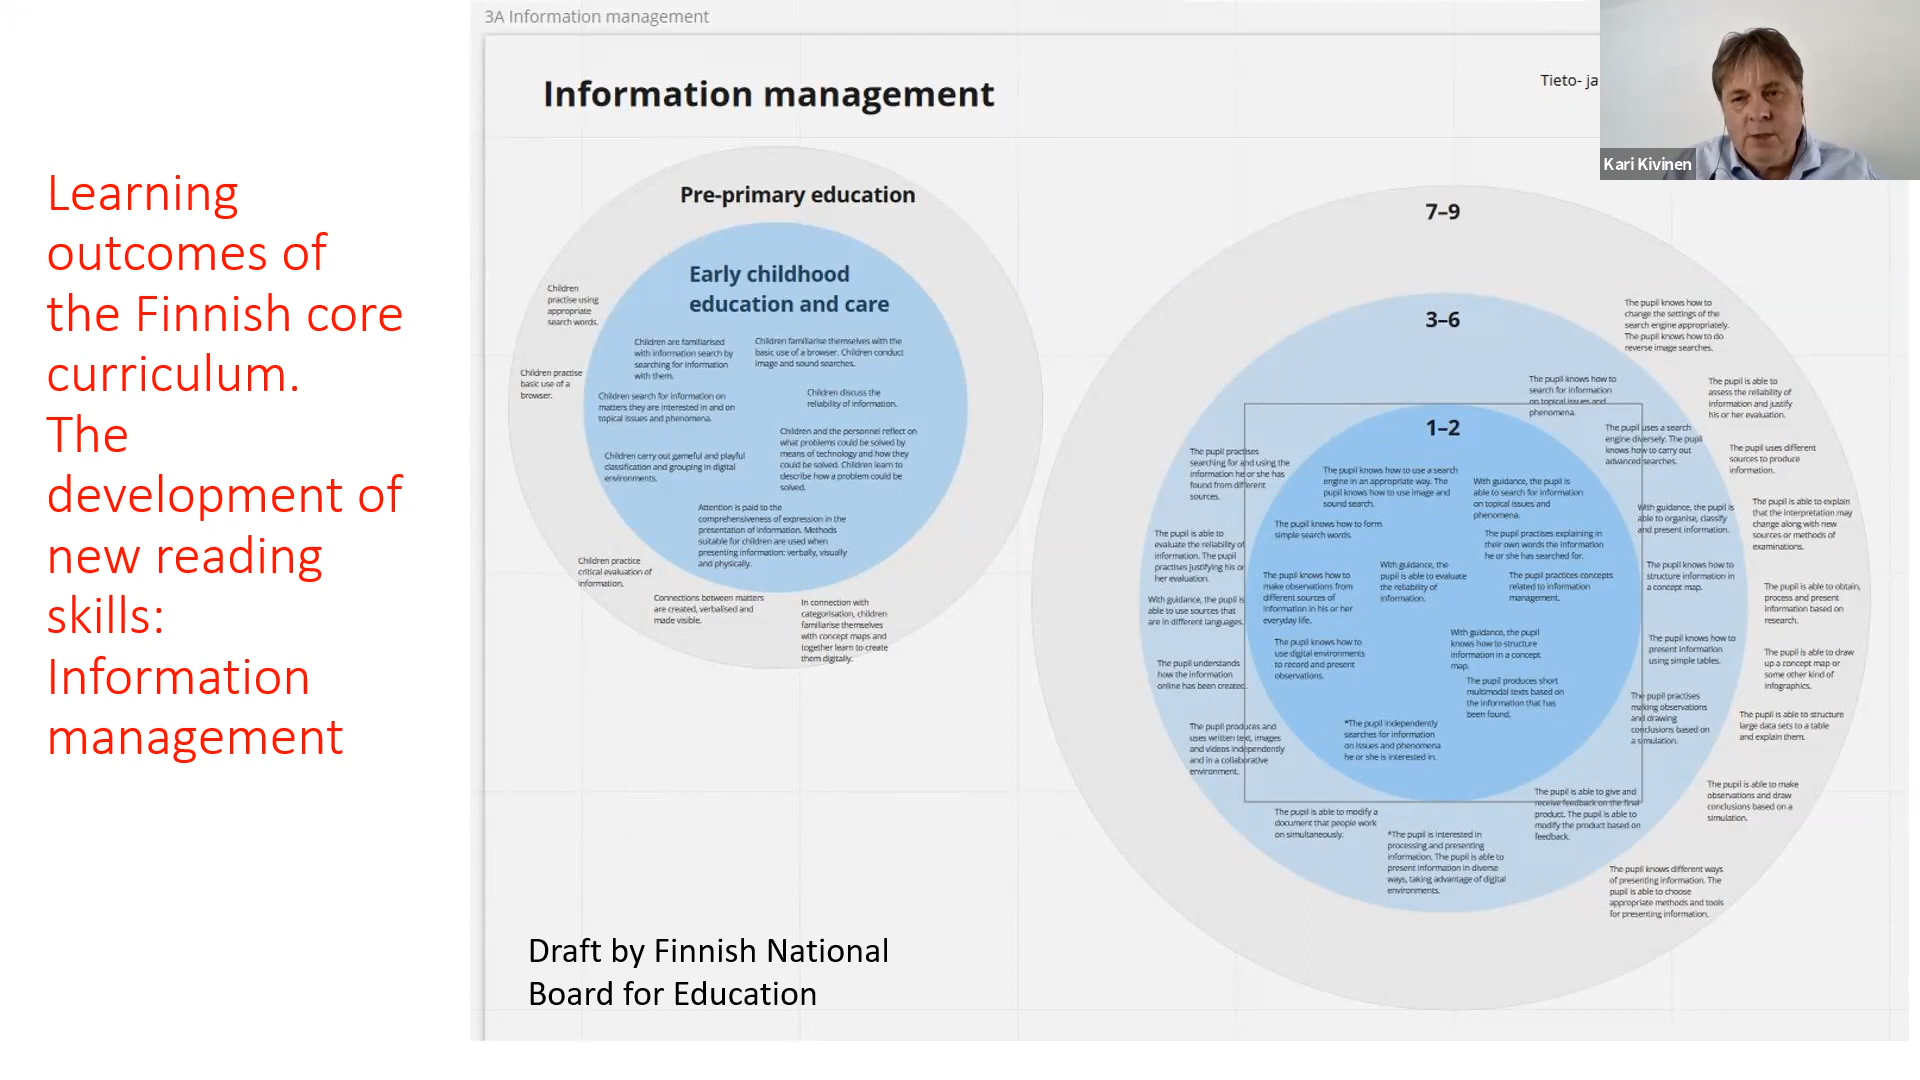 3A Information management
Information management
Tieto- ja
Kari Kivinen
Learning
outcomes of
the Finnish core
curriculum.
The
development of
new reading
skills:
Information
management
Pre-primary education
Early childhood
education and care
Children
practise using
appropriate
search words.
Children practise
basic use of a
browser.
Children are familiarised
with information search by
searching for information
with them.
Children familiarise themselves with the
basic use of a browser. Children conduct
image and sound searches.
Children search for information on
matters they are interested in and on
topical issues and phenomena.
Children discuss the
reliability of information.
Children and the personnel reflect on
what problems could be solved by
means of technology and how they
could be solved. Children learn to
describe how a problem could be
solved.
Children carry out gameful and playful
classification and grouping in digital
environments.
Attention is paid to the
comprehensiveness of expression in the
presentation of information. Methods
suitable for children are used when
presenting information: verbally, visually
and physically.
Children practice
critical evaluation of
information.
Connections between matters
are created, verbalised and
made visible.
In connection with
categorisation, children
familiarise themselves
with concept maps and
together learn to create
them digitally.
7–9
3–6
1–2
The pupil knows how to
change the settings of the
search engine appropriately.
The pupil knows how to do
reverse image searches.
The pupil knows how to
search for information
on topical issues and
phenomena.
The pupil is able to
assess the reliability of
information and justify
his or her evaluation.
The pupil uses a search
engine diversely. The pupil
knows how to carry out
advanced searches.
The pupil uses different
sources to produce
information.
The pupil practises
searching for and using the
information he or she has
found from different
sources.
The pupil knows how to use a search
engine in an appropriate way. The
pupil knows how to use image and
sound search.
With guidance, the pupil is
able to search for information
on topical issues and
phenomena.
The pupil is able to explain
that the interpretation may
change along with new
sources or methods of
examinations.
With guidance, the pupil is
able to organise, classify
and present information.
The pupil knows how to form
simple search words.
The pupil practises explaining in
their own words the information
he or she has searched for.
The pupil is able to
evaluate the reliability of
information. The pupil
practises justifying his or
her evaluation.
With guidance, the
pupil is able to evaluate
the reliability of
information.
The pupil knows how to
make observations from
different sources of
information in his or her
everyday life.
The pupil practices concepts
related to information
management.
The pupil knows how to
structure information in
a concept map.
The pupil is able to obtain,
process and present
information based on
research.
With guidance, the pupil is
able to use sources that
are in different languages.
With guidance, the pupil
knows how to structure
information in a concept
map.
The pupil knows how to
use digital environments
to record and present
observations.
The pupil knows how to
present information
using simple tables.
The pupil is able to draw
up a concept map or
some other kind of
infographics.
The pupil understands
how the information
online has been created.
The pupil produces short
multimodal texts based on
the information that has
been found.
The pupil practises
making observations
and drawing
conclusions based on
a simulation.
The pupil is able to structure
large data sets to a table
and explain them.
The pupil produces and
uses written text, images
and videos independently
and in a collaborative
environment.
*The pupil independently
searches for information
on issues and phenomena
he or she is interested in.
The pupil is able to make
observations and draw
conclusions based on a
simulation.
The pupil is able to give and
receive feedback on the final
product. The pupil is able to
modify the product based on
feedback.
The pupil is able to modify a
document that people work
on simultaneously.
*The pupil is interested in
processing and presenting
information. The pupil is able to
present information in diverse
ways, taking advantage of digital
environments.
The pupil knows different ways
of presenting information. The
pupil is able to choose
appropriate methods and tools
for presenting information.
Draft by Finnish National
Board for Education